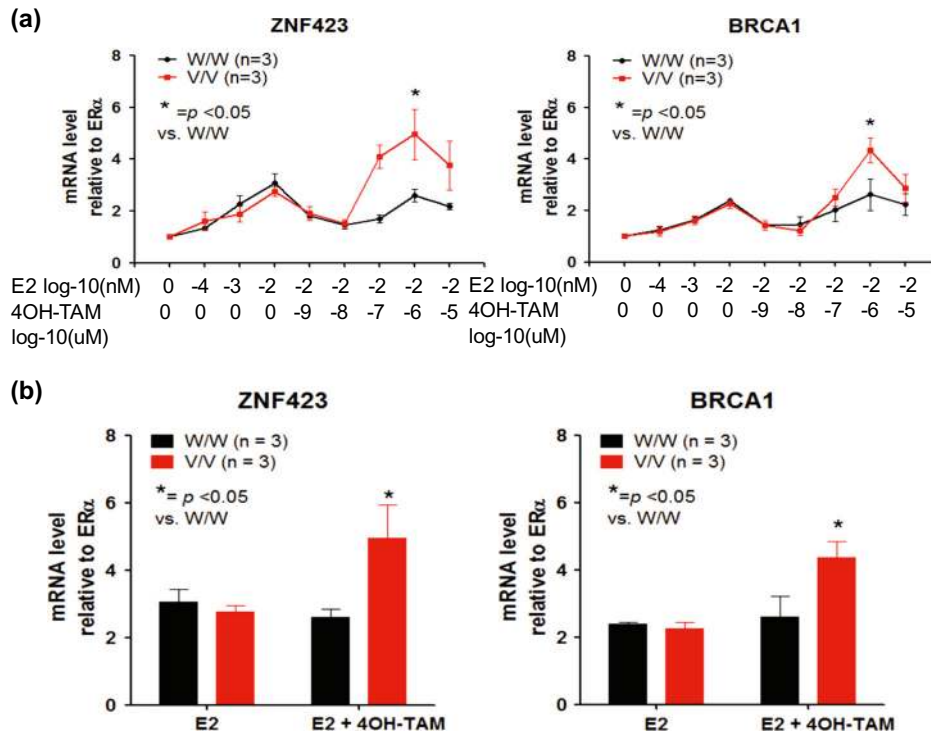 (a)
ZNF423
BRCA1
8
6
4
2
0
mRNA level
relative to ERα
W/W (n=3)
V/V (n=3)
* =p <0.05
vs. W/W
*
8
6
4
2
0
mRNA level
relative to ERα
W/W (n=3)
V/V (n=3)
* =p <0.05
vs. W/W
*
E2 log-10(nM) 0 -4 -3 -2 -2 -2 -2 -2 -2
4OH-TAM 0 0 0 0 -9 -8 -7 -6 -5
log-10(uM)
E2 log-10(nM) 0 -4 -3 -2 -2 -2 -2 -2 -2
4OH-TAM 0 0 0 0 -9 -8 -7 -6 -5
log-10(uM)
(b)
ZNF423
BRCA1
8
6
4
2
0
mRNA level
relative to ERα
W/W (n = 3)
V/V (n = 3)
*= p <0.05
vs. W/W
*
E2 E2 + 4OH-TAM
8
6
4
2
0
mRNA level
relative to ERα
W/W (n = 3)
V/V (n = 3)
*=p <0.05
vs. W/W
*
E2 E2 + 4OH-TAM